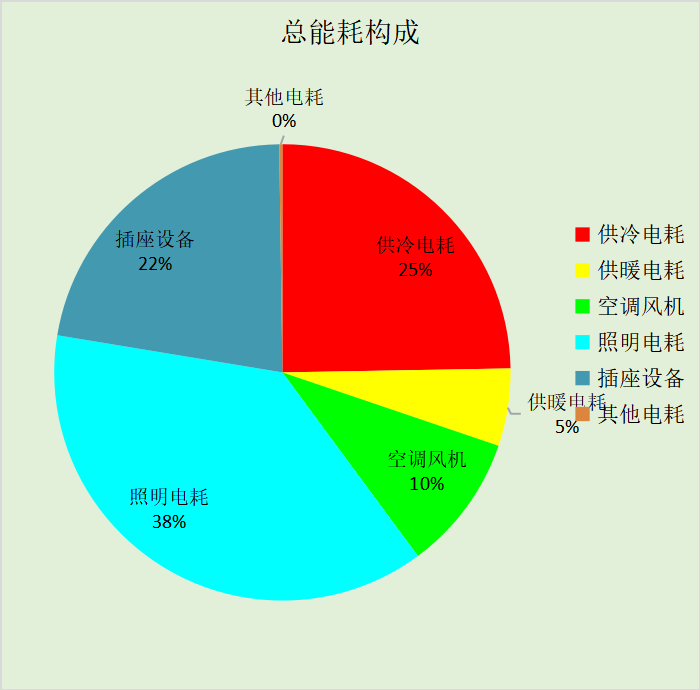 总能耗构成
其他电耗
0%
供冷电耗
25%
插座设备
22%
供暖电耗
5%
空调风机
10%
照明电耗
38%
供冷电耗
供暖电耗
空调风机
照明电耗
插座设备
其他电耗